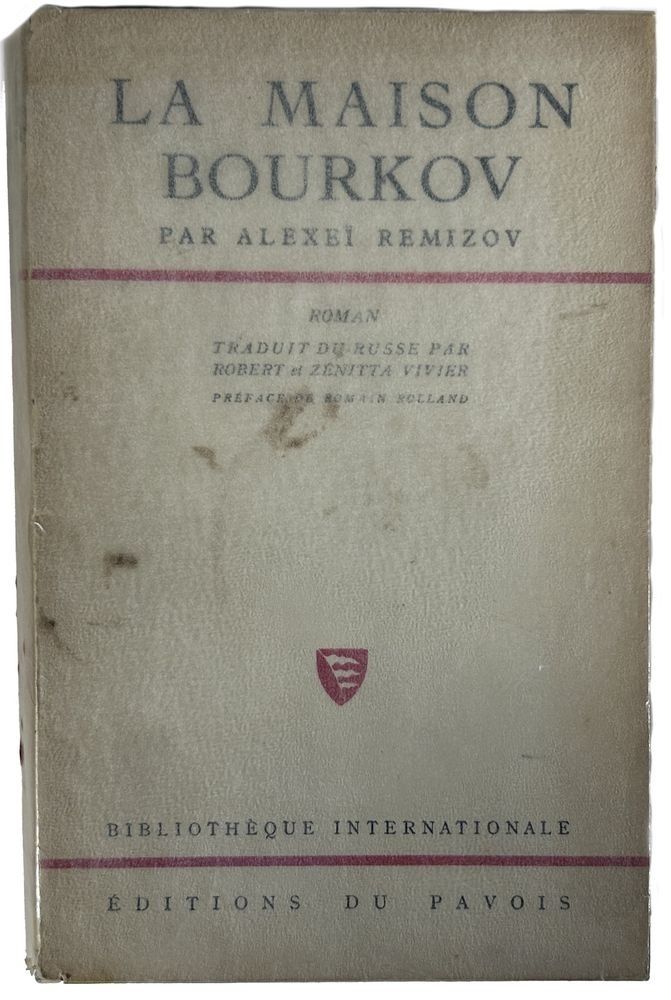 LA MAISON
BOURKOV
PAR ALEXEÏ REMIZOV
ROMAN
TRADUIT DU RUSSE PAR
ROBERT et ZÉNITTA VIVIER
PRÉFACE DE ROMAIN ROLLAND
BIBLIOTHÈQUE INTERNATIONALE
ÉDITIONS DU PAVOIS